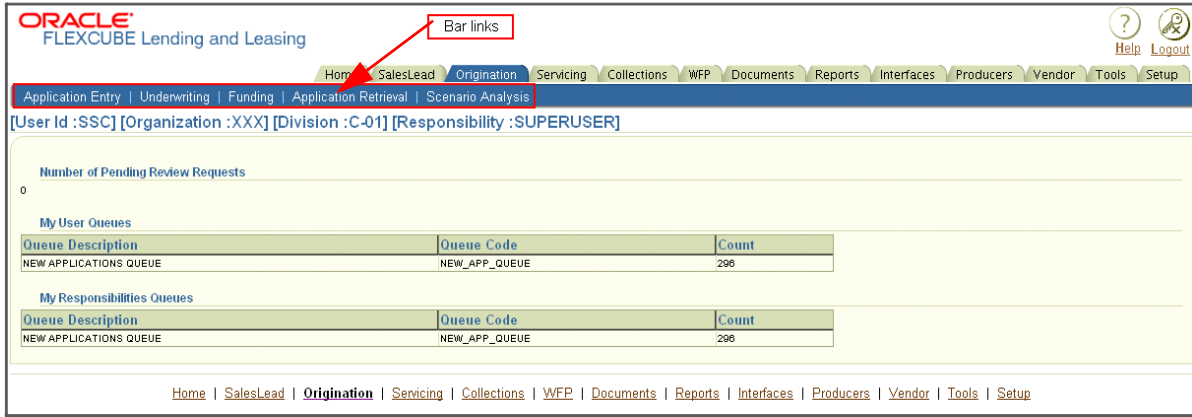 ORACLE
FLEXCUBE Lending and Leasing
Bar links
Help Logout
Home SalesLead Origination Servicing Collections WFP Documents Reports Interfaces Producers Vendor Tools Setup
Application Entry | Underwriting | Funding | Application Retrieval | Scenario Analysis
[User Id :SSC] [Organization :XXX] [Division :C-01] [Responsibility :SUPERUSER]
Number of Pending Review Requests
0
My User Queues
Queue Description Queue Code Count
NEW APPLICATIONS QUEUE NEW_APP_QUEUE 296
My Responsibilities Queues
Queue Description Queue Code Count
NEW APPLICATIONS QUEUE NEW_APP_QUEUE 296
Home | SalesLead | Origination | Servicing | Collections | WFP | Documents | Reports | Interfaces | Producers | Vendor | Tools | Setup